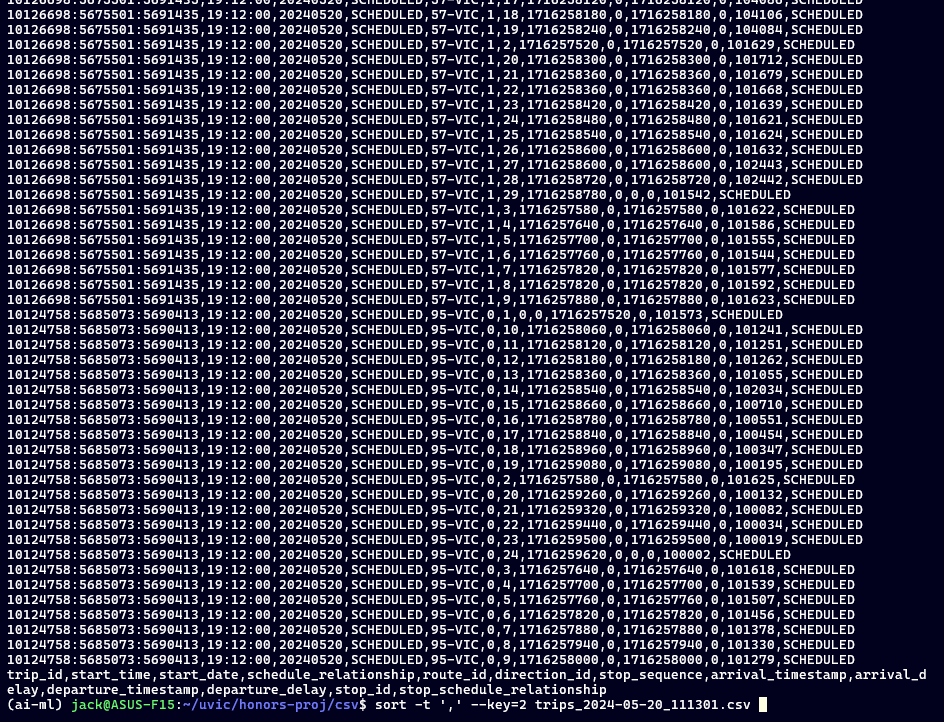 10126698:5675501:5691435,19:12:00,20240520,SCHEDULED,57-VIC,1,18,1716258180,0,1716258180,0,104106,SCHEDULED
10126698:5675501:5691435,19:12:00,20240520,SCHEDULED,57-VIC,1,19,1716258240,0,1716258240,0,104084,SCHEDULED
10126698:5675501:5691435,19:12:00,20240520,SCHEDULED,57-VIC,1,2,1716257520,0,1716257520,0,101629,SCHEDULED
10126698:5675501:5691435,19:12:00,20240520,SCHEDULED,57-VIC,1,20,1716258300,0,1716258300,0,101712,SCHEDULED
10126698:5675501:5691435,19:12:00,20240520,SCHEDULED,57-VIC,1,21,1716258360,0,1716258360,0,101679,SCHEDULED
10126698:5675501:5691435,19:12:00,20240520,SCHEDULED,57-VIC,1,22,1716258360,0,1716258360,0,101668,SCHEDULED
10126698:5675501:5691435,19:12:00,20240520,SCHEDULED,57-VIC,1,23,1716258420,0,1716258420,0,101639,SCHEDULED
10126698:5675501:5691435,19:12:00,20240520,SCHEDULED,57-VIC,1,24,1716258480,0,1716258480,0,101621,SCHEDULED
10126698:5675501:5691435,19:12:00,20240520,SCHEDULED,57-VIC,1,25,1716258540,0,1716258540,0,101624,SCHEDULED
10126698:5675501:5691435,19:12:00,20240520,SCHEDULED,57-VIC,1,26,1716258600,0,1716258600,0,101632,SCHEDULED
10126698:5675501:5691435,19:12:00,20240520,SCHEDULED,57-VIC,1,27,1716258600,0,1716258600,0,102443,SCHEDULED
10126698:5675501:5691435,19:12:00,20240520,SCHEDULED,57-VIC,1,28,1716258720,0,1716258720,0,102442,SCHEDULED
10126698:5675501:5691435,19:12:00,20240520,SCHEDULED,57-VIC,1,29,1716258780,0,0,0,101542,SCHEDULED
10126698:5675501:5691435,19:12:00,20240520,SCHEDULED,57-VIC,1,3,1716257580,0,1716257580,0,101622,SCHEDULED
10126698:5675501:5691435,19:12:00,20240520,SCHEDULED,57-VIC,1,4,1716257640,0,1716257640,0,101586,SCHEDULED
10126698:5675501:5691435,19:12:00,20240520,SCHEDULED,57-VIC,1,5,1716257700,0,1716257700,0,101555,SCHEDULED
10126698:5675501:5691435,19:12:00,20240520,SCHEDULED,57-VIC,1,6,1716257760,0,1716257760,0,101544,SCHEDULED
10126698:5675501:5691435,19:12:00,20240520,SCHEDULED,57-VIC,1,7,1716257820,0,1716257820,0,101577,SCHEDULED
10126698:5675501:5691435,19:12:00,20240520,SCHEDULED,57-VIC,1,8,1716257820,0,1716257820,0,101592,SCHEDULED
10126698:5675501:5691435,19:12:00,20240520,SCHEDULED,57-VIC,1,9,1716257880,0,1716257880,0,101623,SCHEDULED
10124758:5685073:5690413,19:12:00,20240520,SCHEDULED,95-VIC,0,1,0,0,1716257520,0,101573,SCHEDULED
10124758:5685073:5690413,19:12:00,20240520,SCHEDULED,95-VIC,0,10,1716258060,0,1716258060,0,101241,SCHEDULED
10124758:5685073:5690413,19:12:00,20240520,SCHEDULED,95-VIC,0,11,1716258120,0,1716258120,0,101251,SCHEDULED
10124758:5685073:5690413,19:12:00,20240520,SCHEDULED,95-VIC,0,12,1716258180,0,1716258180,0,101262,SCHEDULED
10124758:5685073:5690413,19:12:00,20240520,SCHEDULED,95-VIC,0,13,1716258360,0,1716258360,0,101055,SCHEDULED
10124758:5685073:5690413,19:12:00,20240520,SCHEDULED,95-VIC,0,14,1716258540,0,1716258540,0,102034,SCHEDULED
10124758:5685073:5690413,19:12:00,20240520,SCHEDULED,95-VIC,0,15,1716258660,0,1716258660,0,100710,SCHEDULED
10124758:5685073:5690413,19:12:00,20240520,SCHEDULED,95-VIC,0,16,1716258780,0,1716258780,0,100551,SCHEDULED
10124758:5685073:5690413,19:12:00,20240520,SCHEDULED,95-VIC,0,17,1716258840,0,1716258840,0,100454,SCHEDULED
10124758:5685073:5690413,19:12:00,20240520,SCHEDULED,95-VIC,0,18,1716258960,0,1716258960,0,100347,SCHEDULED
10124758:5685073:5690413,19:12:00,20240520,SCHEDULED,95-VIC,0,19,1716259080,0,1716259080,0,100195,SCHEDULED
10124758:5685073:5690413,19:12:00,20240520,SCHEDULED,95-VIC,0,2,1716257580,0,1716257580,0,101625,SCHEDULED
10124758:5685073:5690413,19:12:00,20240520,SCHEDULED,95-VIC,0,20,1716259260,0,1716259260,0,100132,SCHEDULED
10124758:5685073:5690413,19:12:00,20240520,SCHEDULED,95-VIC,0,21,1716259320,0,1716259320,0,100082,SCHEDULED
10124758:5685073:5690413,19:12:00,20240520,SCHEDULED,95-VIC,0,22,1716259440,0,1716259440,0,100034,SCHEDULED
10124758:5685073:5690413,19:12:00,20240520,SCHEDULED,95-VIC,0,23,1716259500,0,1716259500,0,100019,SCHEDULED
10124758:5685073:5690413,19:12:00,20240520,SCHEDULED,95-VIC,0,24,1716259620,0,0,0,100002,SCHEDULED
10124758:5685073:5690413,19:12:00,20240520,SCHEDULED,95-VIC,0,3,1716257640,0,1716257640,0,101618,SCHEDULED
10124758:5685073:5690413,19:12:00,20240520,SCHEDULED,95-VIC,0,4,1716257700,0,1716257700,0,101539,SCHEDULED
10124758:5685073:5690413,19:12:00,20240520,SCHEDULED,95-VIC,0,5,1716257760,0,1716257760,0,101507,SCHEDULED
10124758:5685073:5690413,19:12:00,20240520,SCHEDULED,95-VIC,0,6,1716257820,0,1716257820,0,101456,SCHEDULED
10124758:5685073:5690413,19:12:00,20240520,SCHEDULED,95-VIC,0,7,1716257880,0,1716257880,0,101378,SCHEDULED
10124758:5685073:5690413,19:12:00,20240520,SCHEDULED,95-VIC,0,8,1716257940,0,1716257940,0,101330,SCHEDULED
10124758:5685073:5690413,19:12:00,20240520,SCHEDULED,95-VIC,0,9,1716258000,0,1716258000,0,101279,SCHEDULED
trip_id,start_time,start_date,schedule_relationship,route_id,direction_id,stop_sequence,arrival_timestamp,arrival_d
elay,departure_timestamp,departure_delay,stop_id,stop_schedule_relationship
(ai-ml) jack@ASUS-F15:~/uvic/honors-proj/csv$ sort -t ',' --key=2 trips_2024-05-20_111301.csv